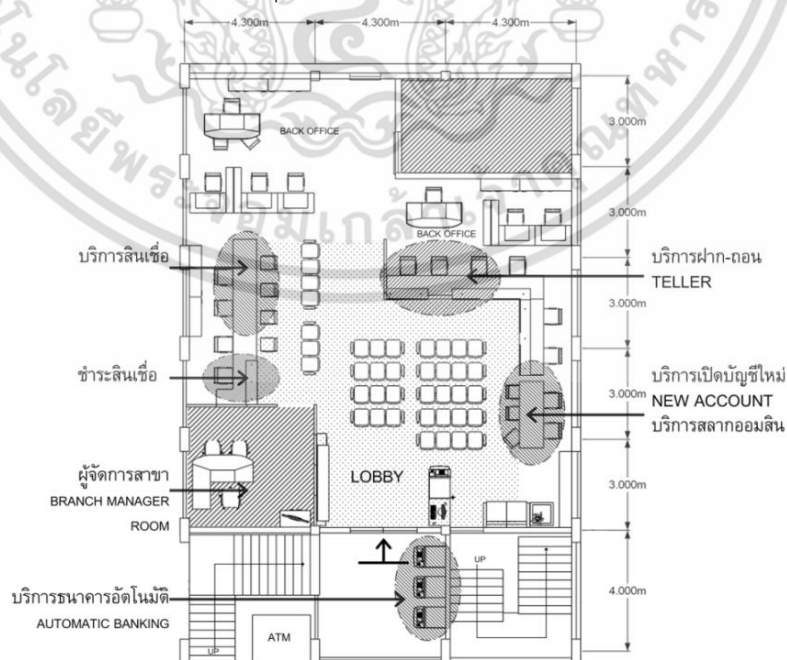 4.300m 4.300m 4.300m
BACK OFFICE
3.000m
3.000m
BACK OFFICE
บริการสินเชื่อ
บริการฝาก-ถอน
TELLER
3.000m
ชำระสินเชื่อ
3.000m
บริการเปิดบัญชีใหม่
NEW ACCOUNT
บริการสลากออมสิน
ผู้จัดการสาขา
BRANCH MANAGER
ROOM
LOBBY
3.000m
UP
4.000m
บริการธนาคารอัตโนมัติ
AUTOMATIC BANKING
ATM
UP